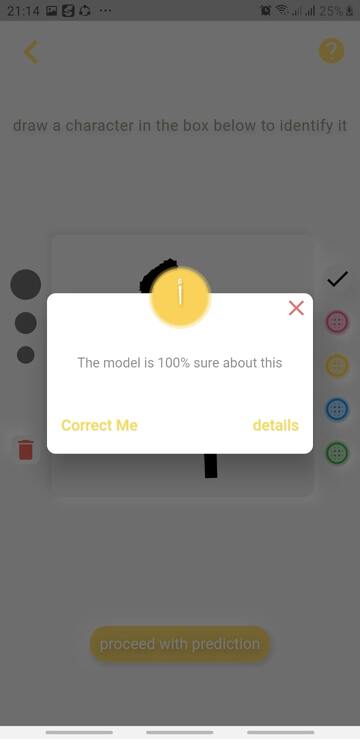 21:14
25%
draw a character in the box below to identify it
The model is 100% sure about this
Correct Me
details
proceed with prediction